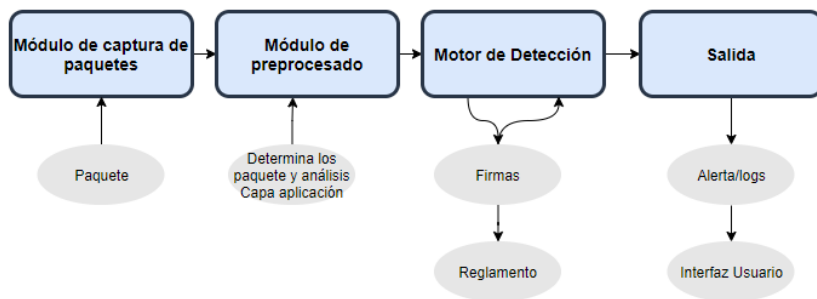 Módulo de captura de
paquetes
Módulo de
preprocesado
Motor de Detección
Salida
Paquete
Determina los
paquete y análisis
Capa aplicación
Firmas
Alerta/logs
Reglamento
Interfaz Usuario